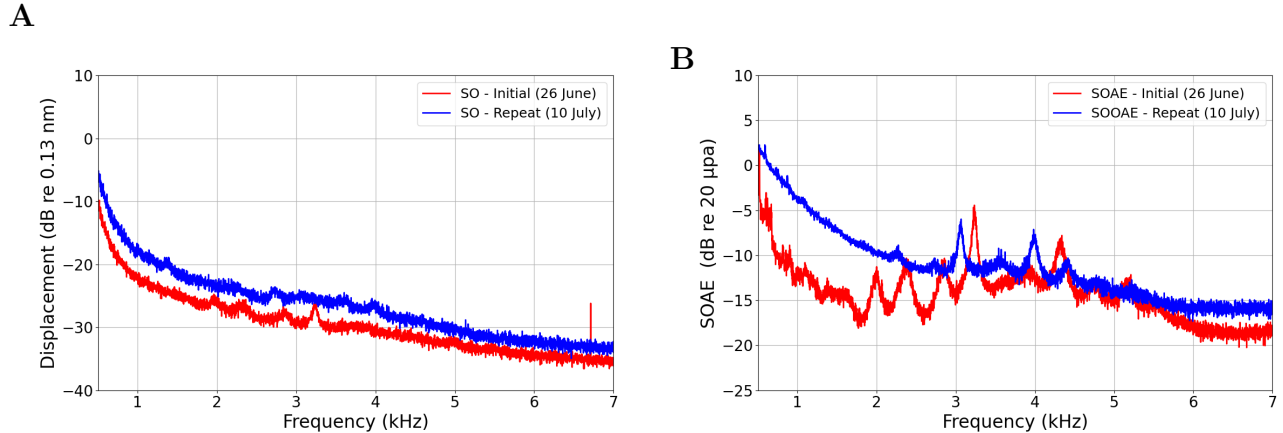 A
Displacement (dB re 0.13 nm)
10
0
−10
−20
−30
−40
SO - Initial (26 June)
SO - Repeat (10 July)
1 2 3 4 5 6 7
Frequency (kHz)
B
SOAE (dB re 20 μpa)
10
5
0
−5
−10
−15
−20
−25
SOAE - Initial (26 June)
SOOAE - Repeat (10 July)
1 2 3 4 5 6 7
Frequency (kHz)